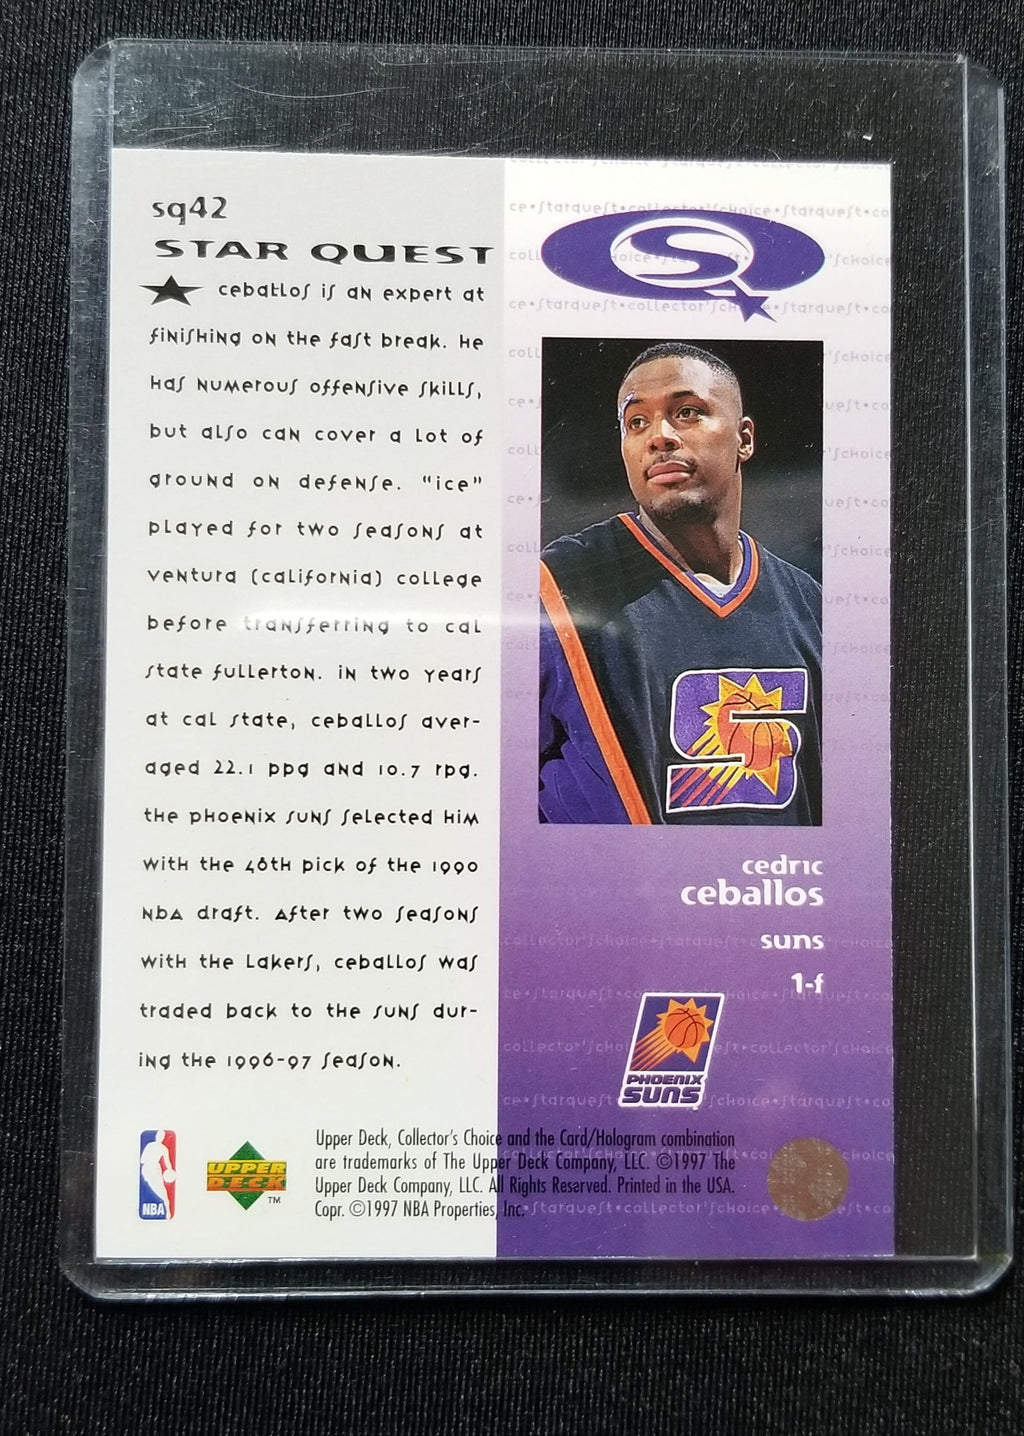 sq42
STAR QUEST
ceballos is an expert at
finishing on the fast break. He
has numerous offensive skills,
but also can cover a lot of
ground on defense. "ice"
played for two seasons at
ventura (california) college
before transferring to cal
state fullerton. in two years
at cal state, ceballos aver-
aged 22.1 ppg and 10.7 rpg.
the phoenix suns selected him
with the 48th pick of the 1990
nba draft. After two seasons
with the Lakers, ceballos was
traded back to the suns dur-
ing the 1996-97 season.
SQ
S
cedric
ceballos
suns
1-f
PHOENIX
SUNS
NBA
UPPER
DECK
TM
Upper Deck, Collector's Choice and the Card/Hologram combination
are trademarks of The Upper Deck Company, LLC. ©1997 The
Upper Deck Company, LLC. All Rights Reserved. Printed in the USA.
Copr. ©1997 NBA Properties, Inc.